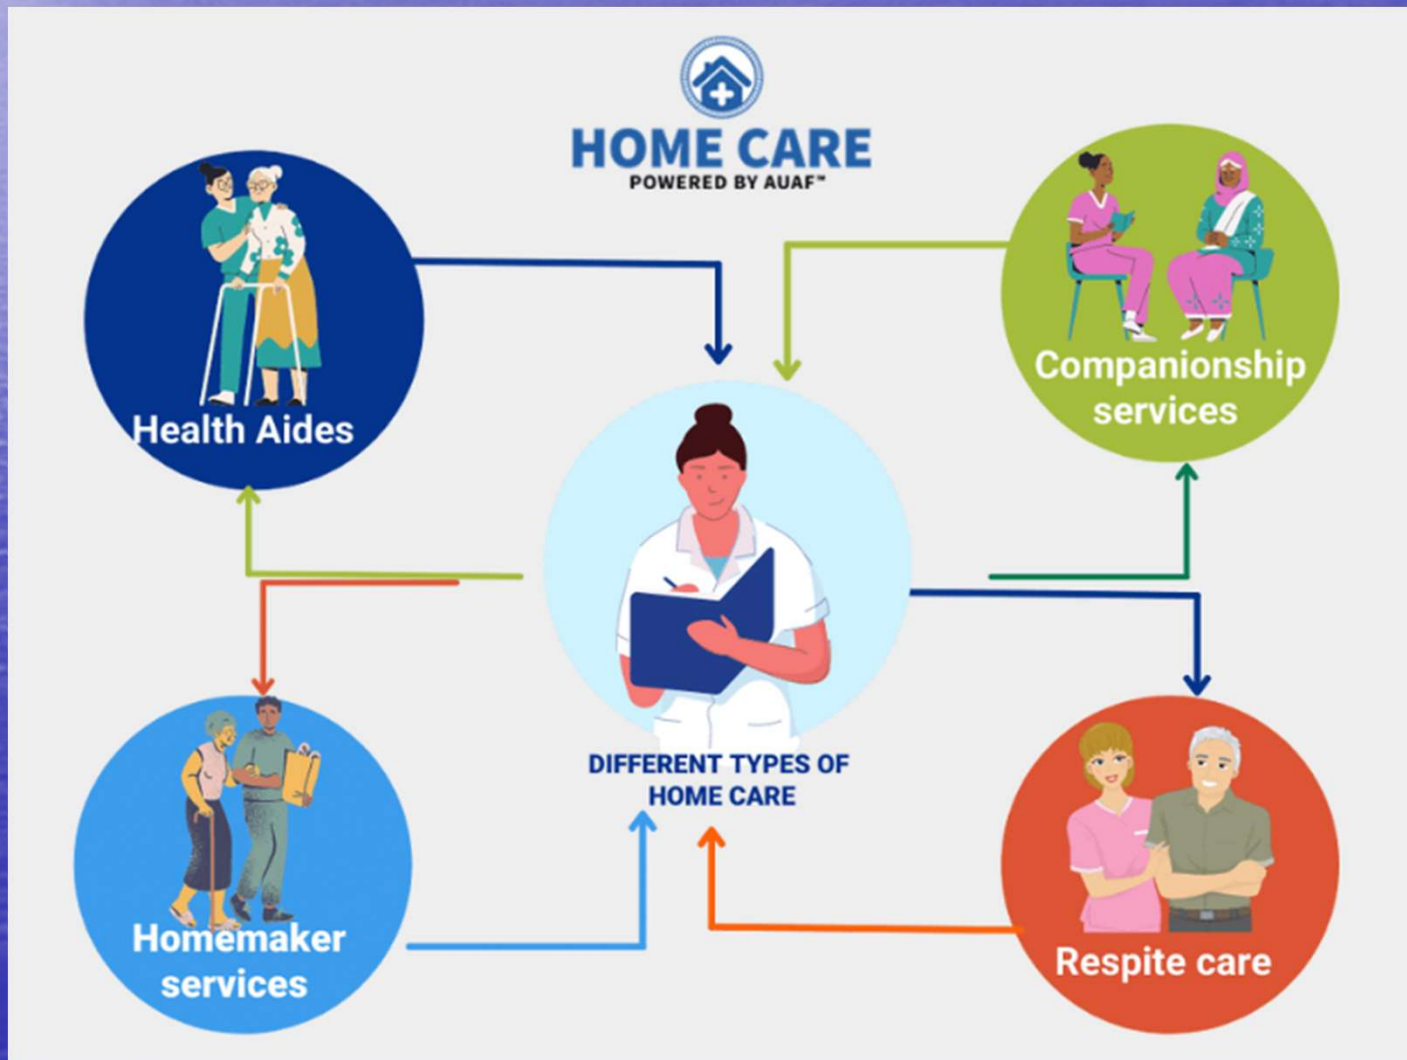 HOME CARE
POWERED BY AUAF™
Health Aides
Companionship
services
DIFFERENT TYPES OF
HOME CARE
Homemaker
services
Respite care